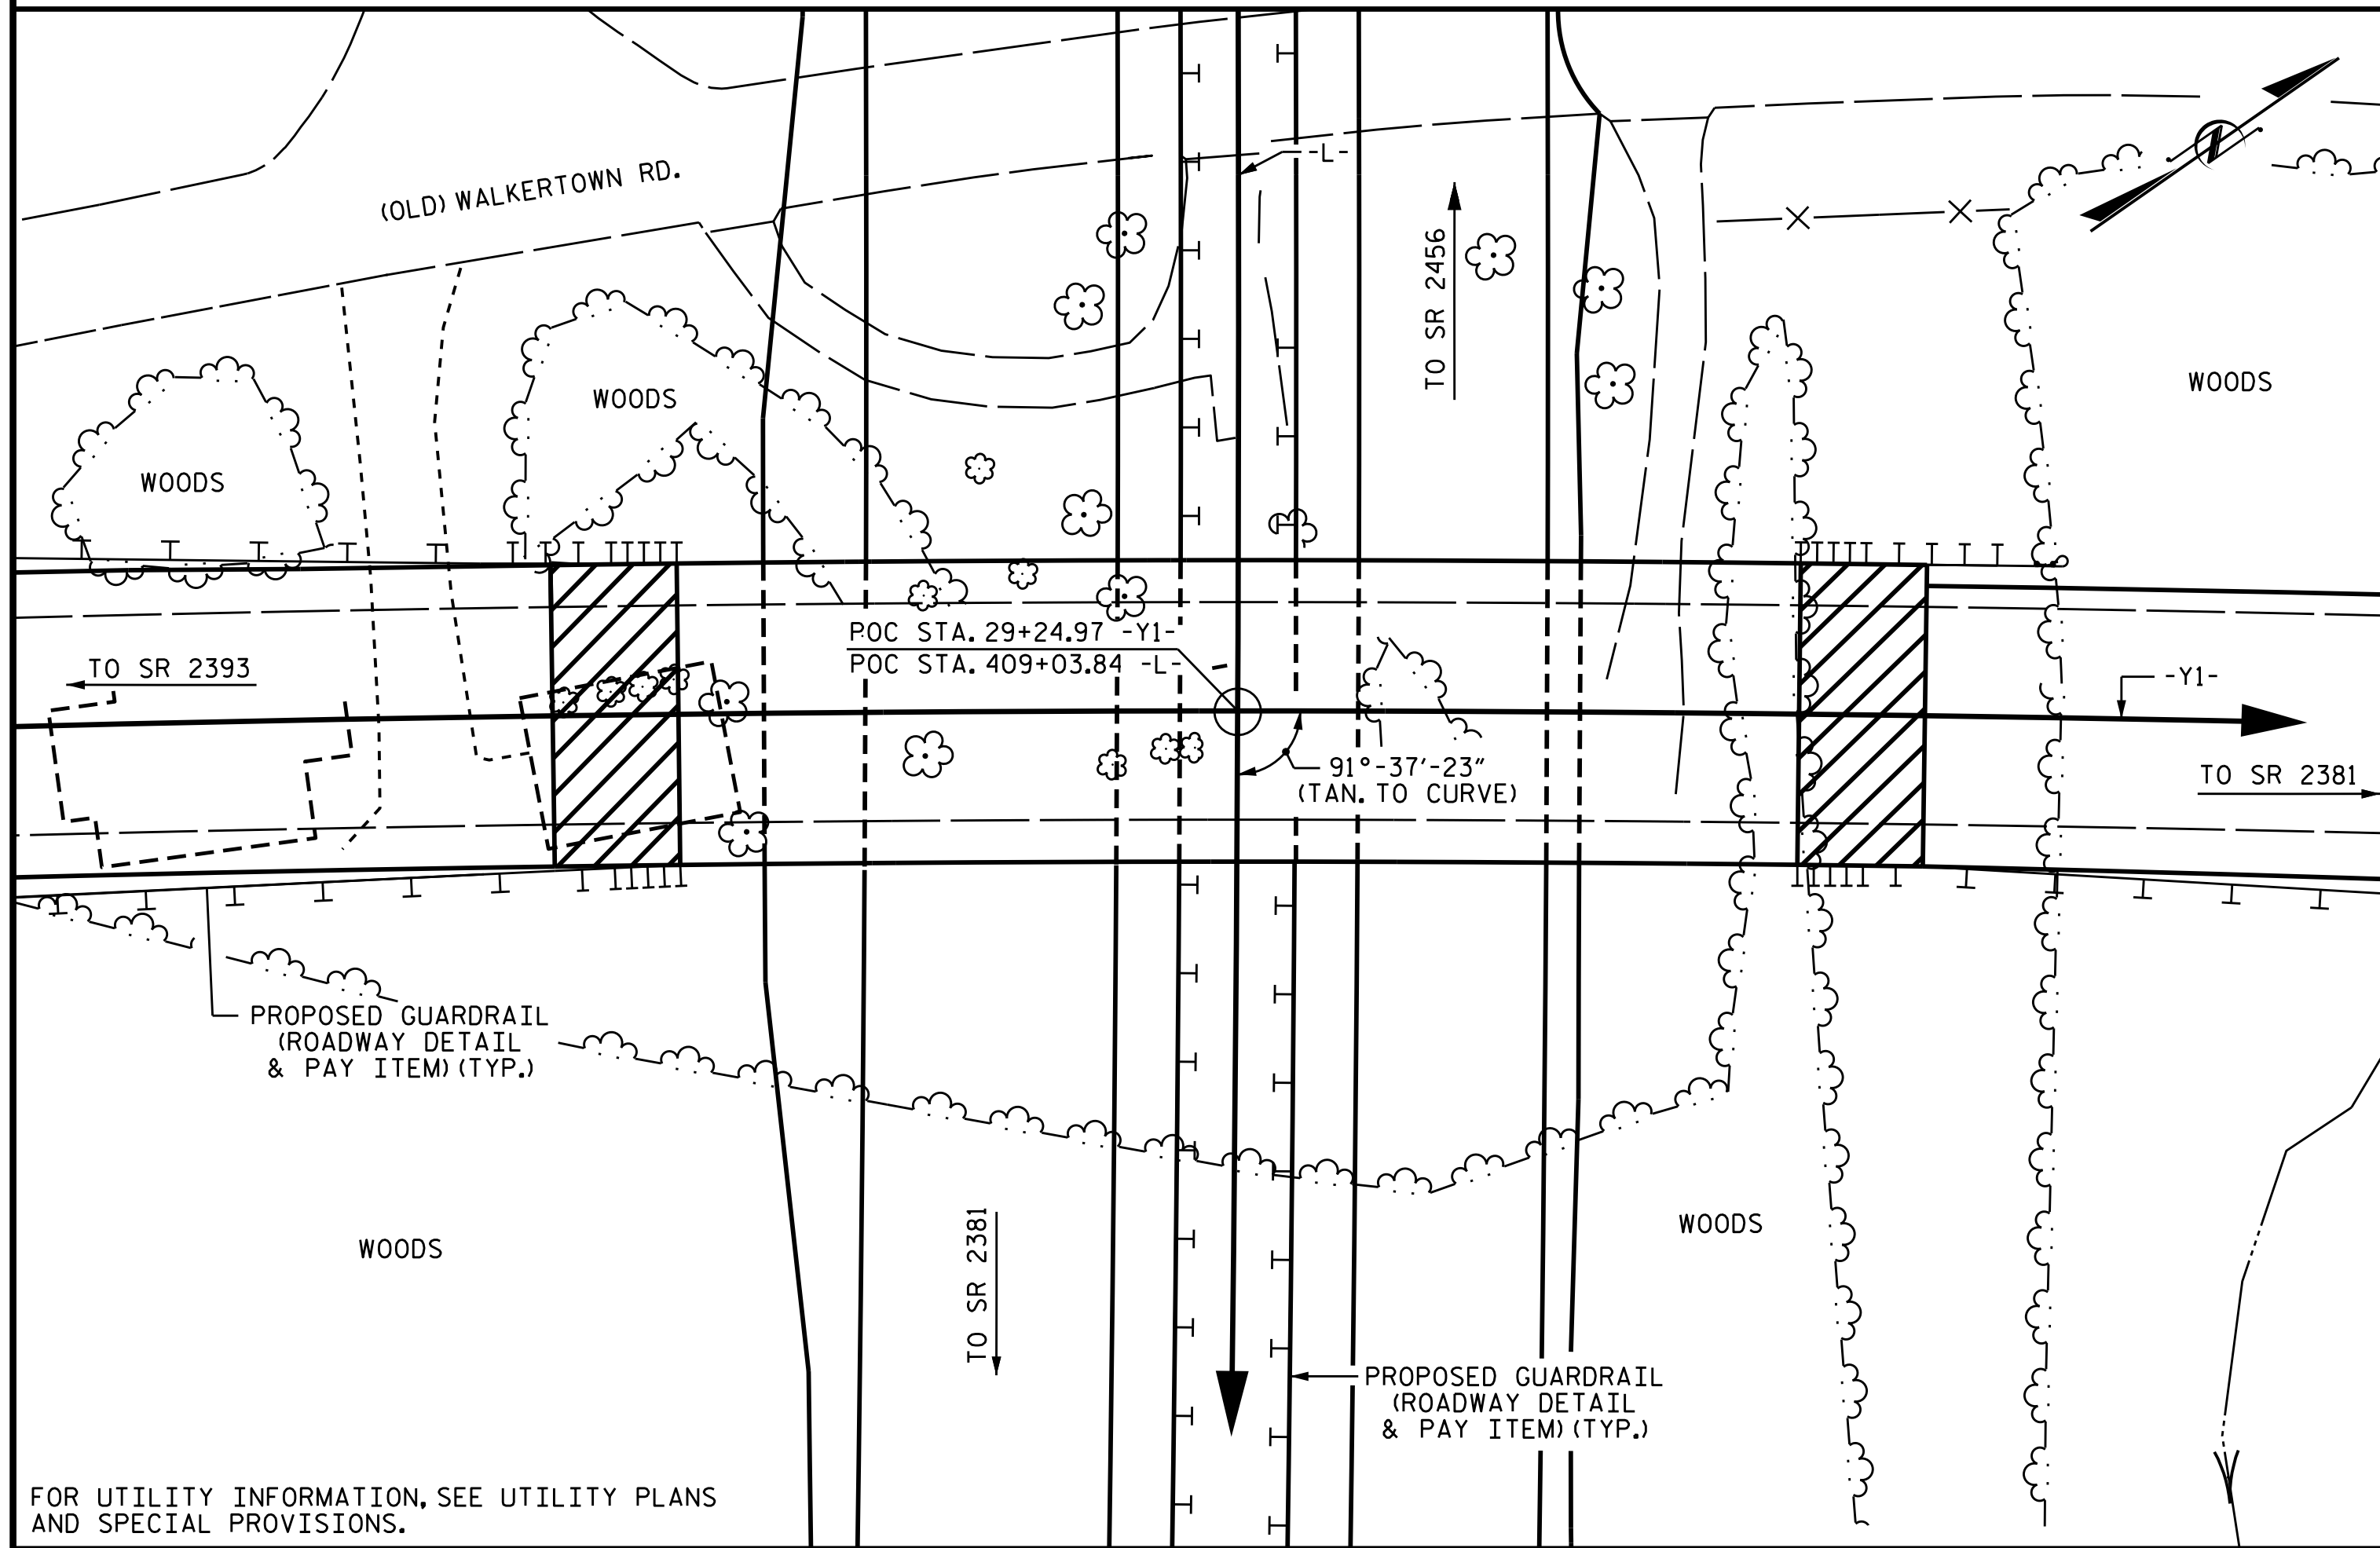 (OLD) WALKERTOWN RD.
-L-
TO SR 2456
WOODS
WOODS
WOODS
POC STA. 29+24.97 -Y1-
POC STA. 409+03.84 -L-
TO SR 2393
-Y1-
91°-37'-23"
(TAN. TO CURVE)
TO SR 2381
PROPOSED GUARDRAIL
(ROADWAY DETAIL
& PAY ITEM) (TYP.)
WOODS
WOODS
TO SR 2381
PROPOSED GUARDRAIL
(ROADWAY DETAIL
& PAY ITEM) (TYP.)
FOR UTILITY INFORMATION, SEE UTILITY PLANS
AND SPECIAL PROVISIONS.